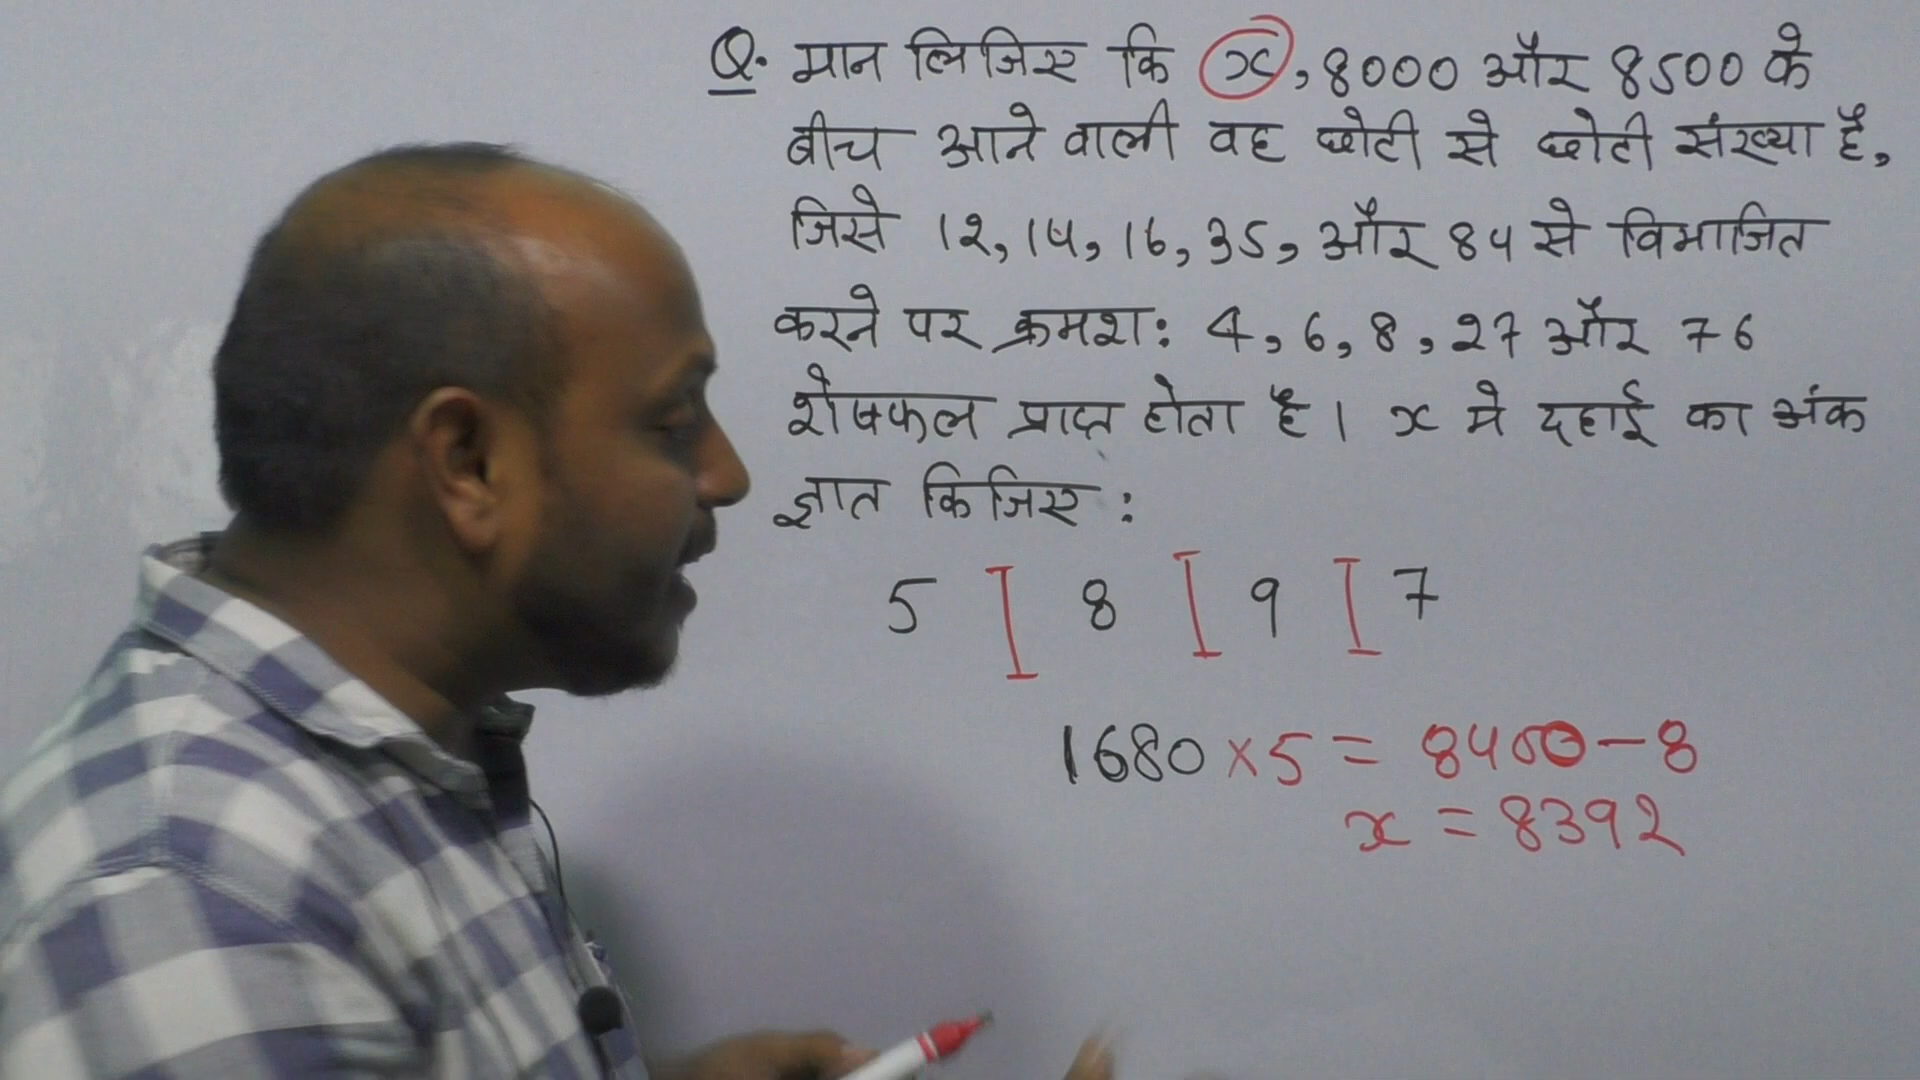 Q. मान लिजिए कि x, 8000 और 8500 के
बीच आने वाली वह छोटी से छोटी संख्या है,
जिसे 12, 14, 16, 35, और 84 से विभाजित
करने पर क्रमश: 4, 6, 8, 27 और 76
शेषफल प्राप्त होता है। x मे दहाई का अंक
ज्ञात किजिए :
5 8 9 7
1680 × 5 = 8400 - 8
x = 8392